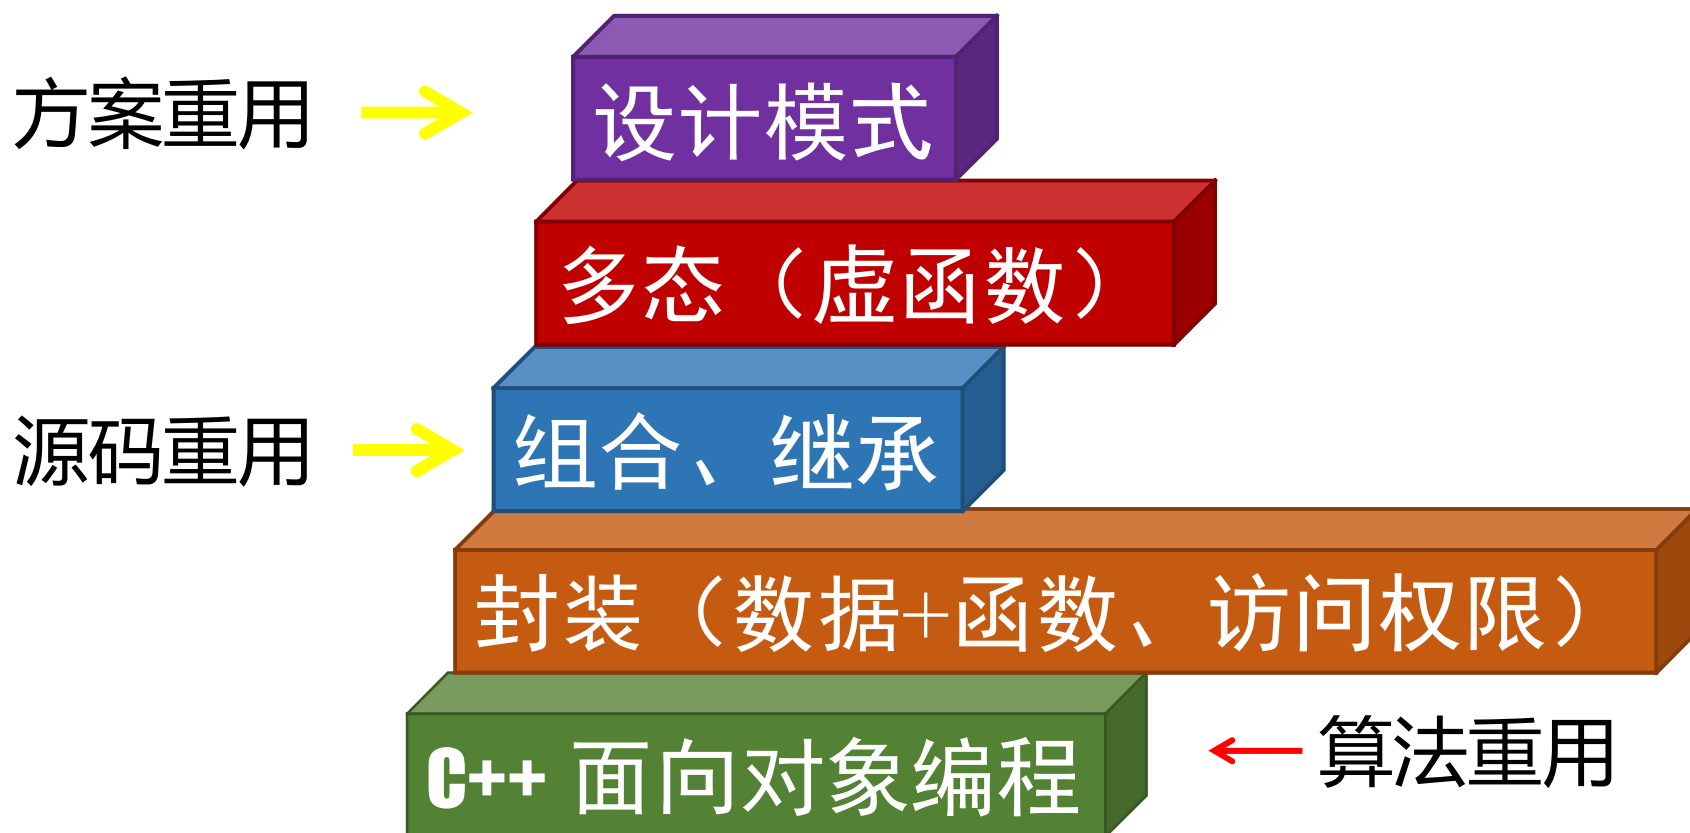 方案重用
设计模式
多态（虚函数）
源码重用
组合、继承
封装（数据+函数、访问权限）
C++ 面向对象编程
算法重用